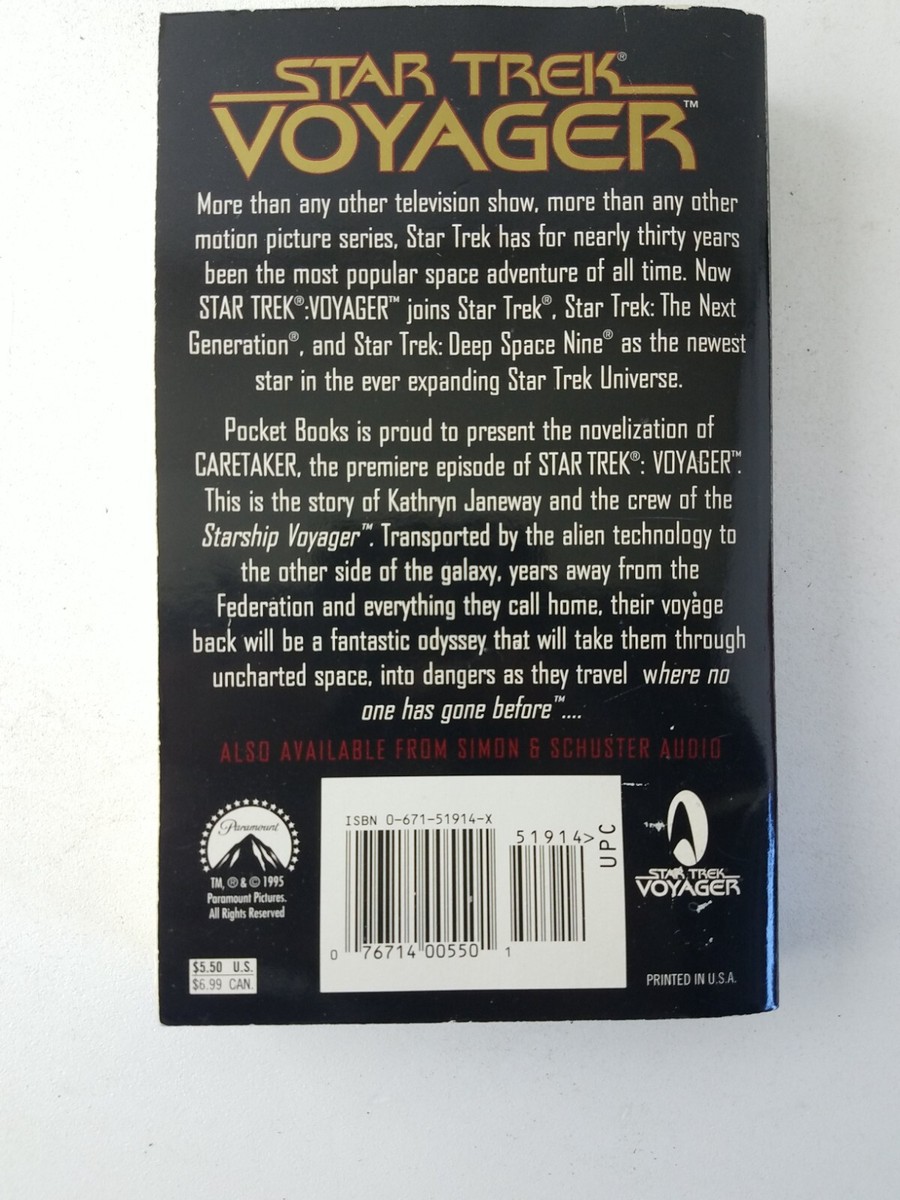 STAR TREK®
VOYAGER™
More than any other television show, more than any other
motion picture series, Star Trek has for nearly thirty years
been the most popular space adventure of all time. Now
STAR TREK®:VOYAGER™ joins Star Trek®, Star Trek: The Next
Generation®, and Star Trek: Deep Space Nine® as the newest
star in the ever expanding Star Trek Universe.
Pocket Books is proud to present the novelization of
CARETAKER, the premiere episode of STAR TREK®: VOYAGER™.
This is the story of Kathryn Janeway and the crew of the
Starship Voyager™. Transported by the alien technology to
the other side of the galaxy, years away from the
Federation and everything they call home, their voyage
back will be a fantastic odyssey that will take them through
uncharted space, into dangers as they travel where no
one has gone before™....
ALSO AVAILABLE FROM SIMON & SCHUSTER AUDIO
Paramount
TM, ® & © 1995
Paramount Pictures.
All Rights Reserved
$5.50 U.S.
$6.99 CAN.
ISBN 0-671-51914-X
51914>
UPC
0 76714 00550 1
STAR TREK
VOYAGER
PRINTED IN U.S.A.